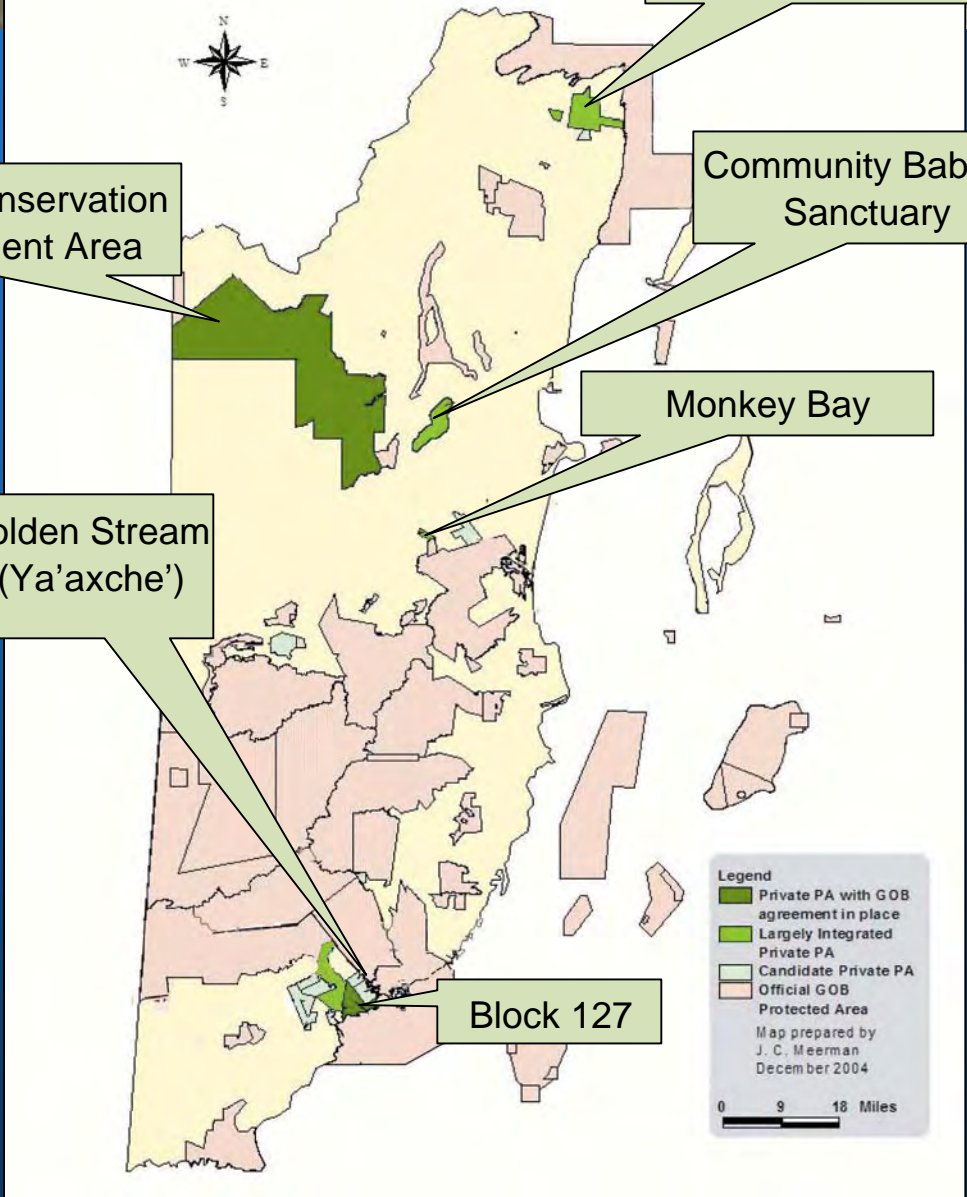 N
W E
S
Community Bab
Sanctuary
nservation
ent Area
Monkey Bay
olden Stream
(Ya'axche')
Block 127
Legend
Private PA with GOB
agreement in place
Largely Integrated
Private PA
Candidate Private PA
Official GOB
Protected Area
Map prepared by
J. C. Meerman
December 2004
0 9 18 Miles